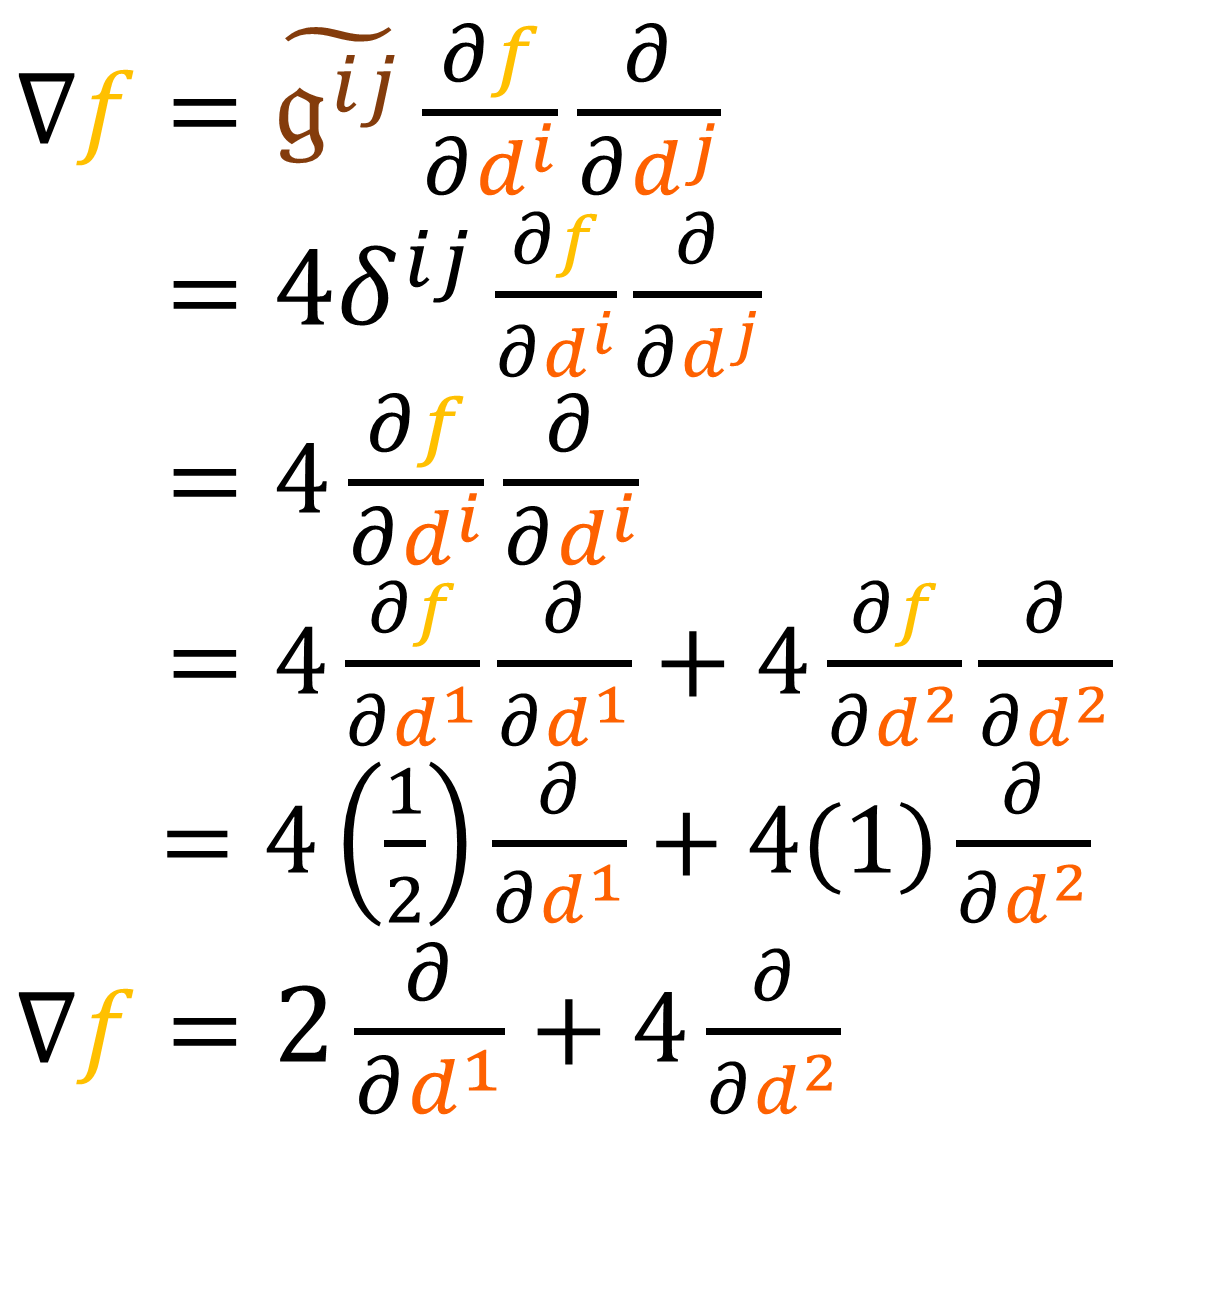 ∇f = 𝔤̃^{ij} ∂f/∂d^i ∂/∂d^j
= 4δ^{ij} ∂f/∂d^i ∂/∂d^j
= 4 ∂f/∂d^i ∂/∂d^i
= 4 ∂f/∂d^1 ∂/∂d^1 + 4 ∂f/∂d^2 ∂/∂d^2
= 4(1/2) ∂/∂d^1 + 4(1) ∂/∂d^2
∇f = 2 ∂/∂d^1 + 4 ∂/∂d^2